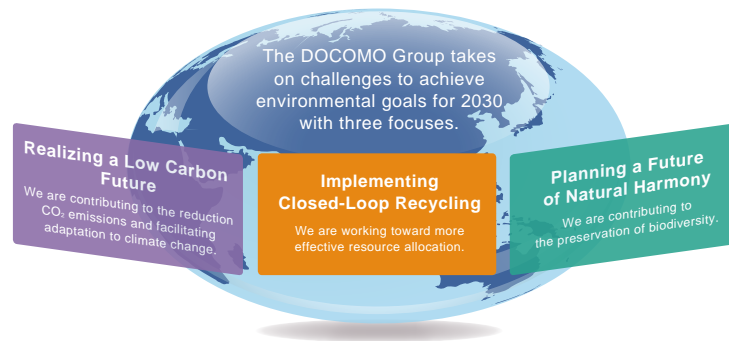 The DOCOMO Group takes
on challenges to achieve
environmental goals for 2030
with three focuses.
Realizing a Low Carbon
Future
We are contributing to the reduction
CO₂ emissions and facilitating
adaptation to climate change.
Implementing
Closed-Loop Recycling
We are working toward more
effective resource allocation.
Planning a Future
of Natural Harmony
We are contributing to
the preservation of biodiversity.